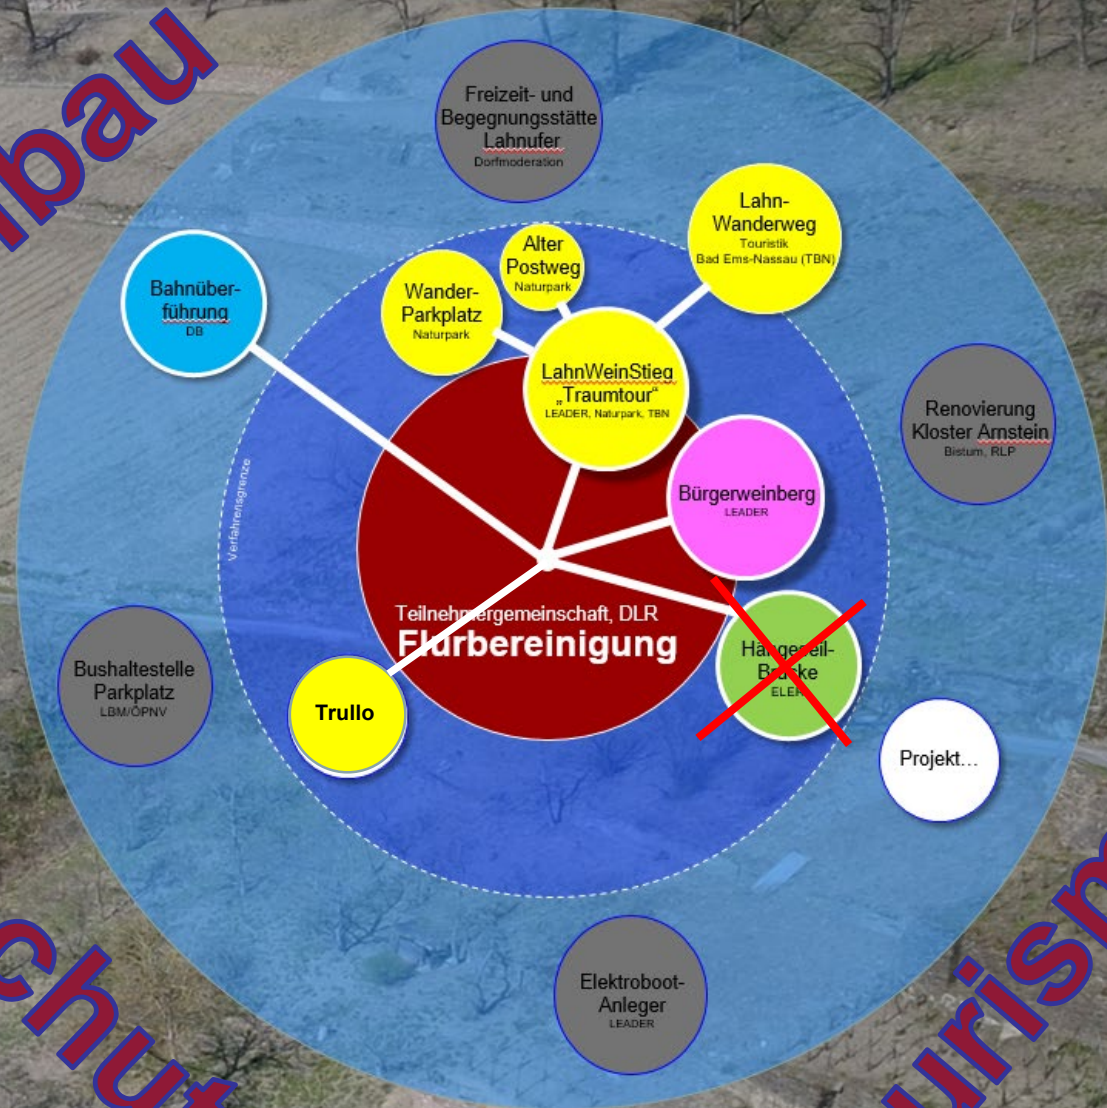 lbau
Freizeit- und
Begegnungsstätte
Lahnufer
Dorfmoderation
Lahn-
Wanderweg
Touristik
Bad Ems-Nassau (TBN)
Alter
Postweg
Naturpark
Bahnüber-
führung
DB
Wander-
Parkplatz
Naturpark
LahnWeinStieg
„Traumtour“
LEADER, Naturpark, TBN
Renovierung
Kloster Arnstein
Bistum, RLP
Bürgerweinberg
LEADER
Verfahrensgrenze
Teilnehmergemeinschaft, DLR
Flurbereinigung
Hängeseil-
Brücke
ELER
Bushaltestelle
Parkplatz
LBM/ÖPNV
Trullo
Projekt...
Elektroboot-
Anleger
LEADER
chut
urism